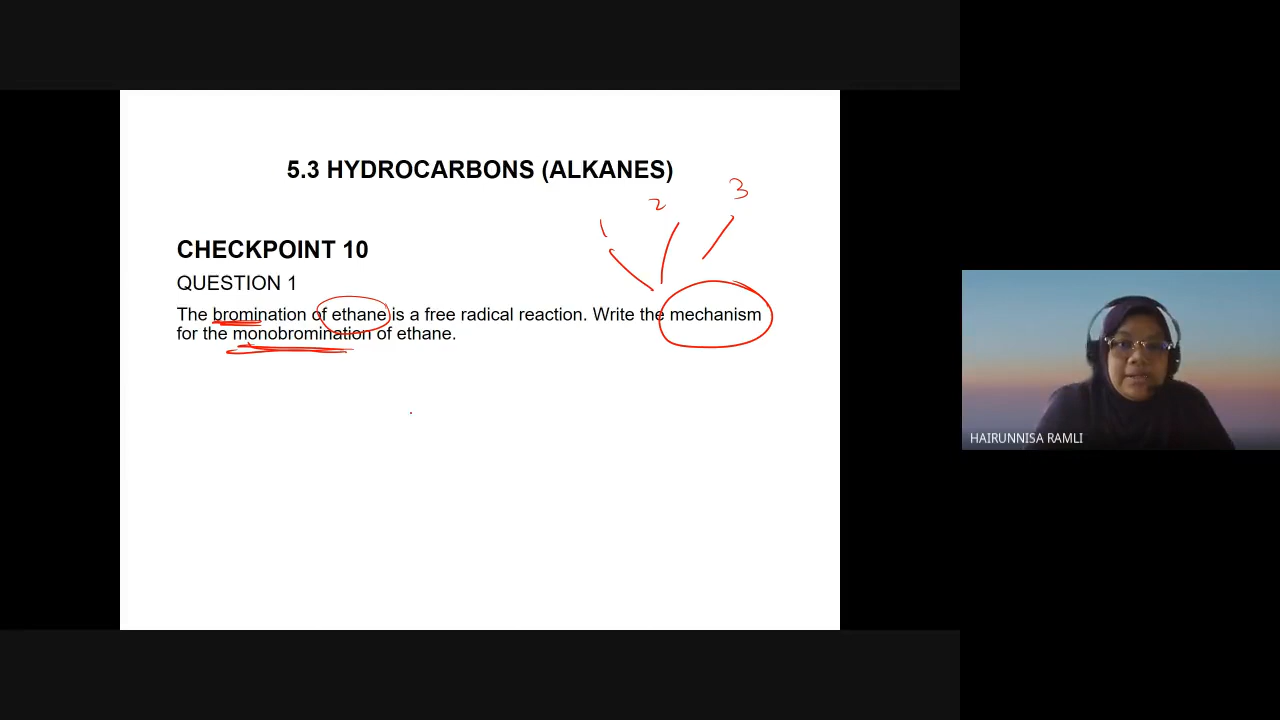 5.3 HYDROCARBONS (ALKANES)
1 2 3
CHECKPOINT 10
QUESTION 1
The bromination of ethane is a free radical reaction. Write the mechanism
for the monobromination of ethane.
HAIRUNNISA RAMLI